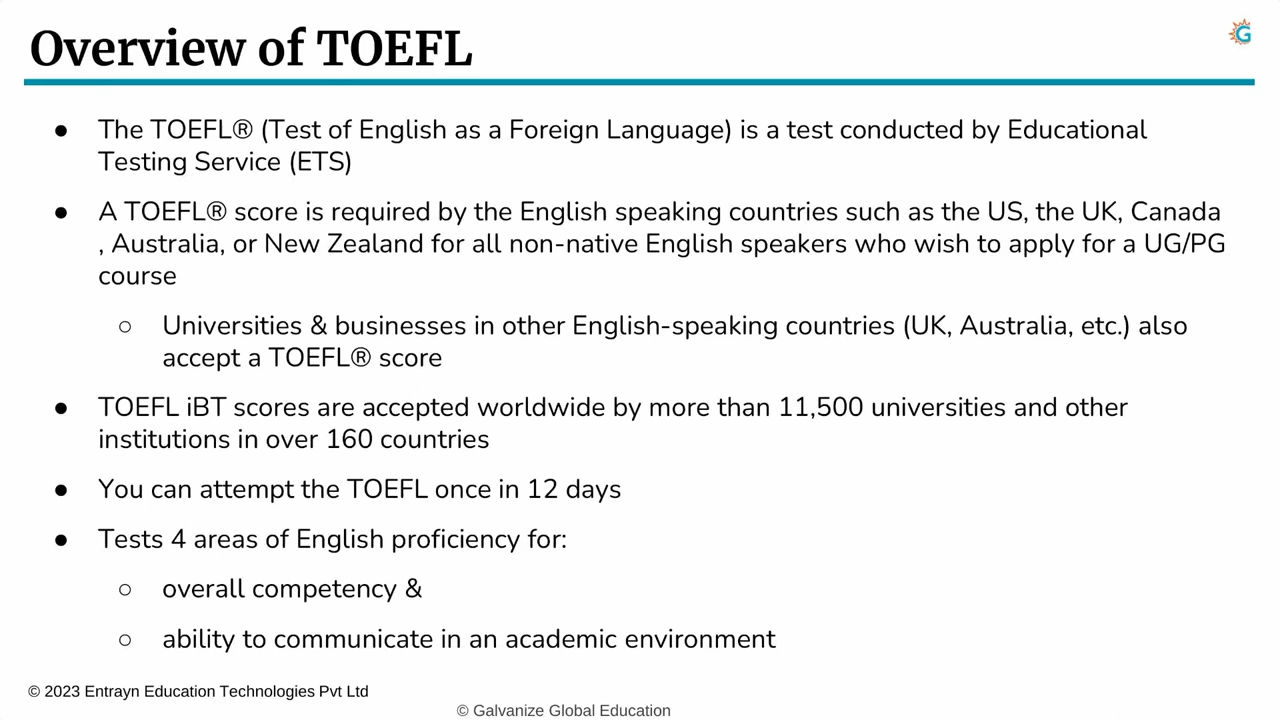 Overview of TOEFL
G
● The TOEFL® (Test of English as a Foreign Language) is a test conducted by Educational
Testing Service (ETS)
● A TOEFL® score is required by the English speaking countries such as the US, the UK, Canada
, Australia, or New Zealand for all non-native English speakers who wish to apply for a UG/PG
course
○ Universities & businesses in other English-speaking countries (UK, Australia, etc.) also
accept a TOEFL® score
● TOEFL iBT scores are accepted worldwide by more than 11,500 universities and other
institutions in over 160 countries
● You can attempt the TOEFL once in 12 days
● Tests 4 areas of English proficiency for:
○ overall competency &
○ ability to communicate in an academic environment
© 2023 Entrayn Education Technologies Pvt Ltd
© Galvanize Global Education